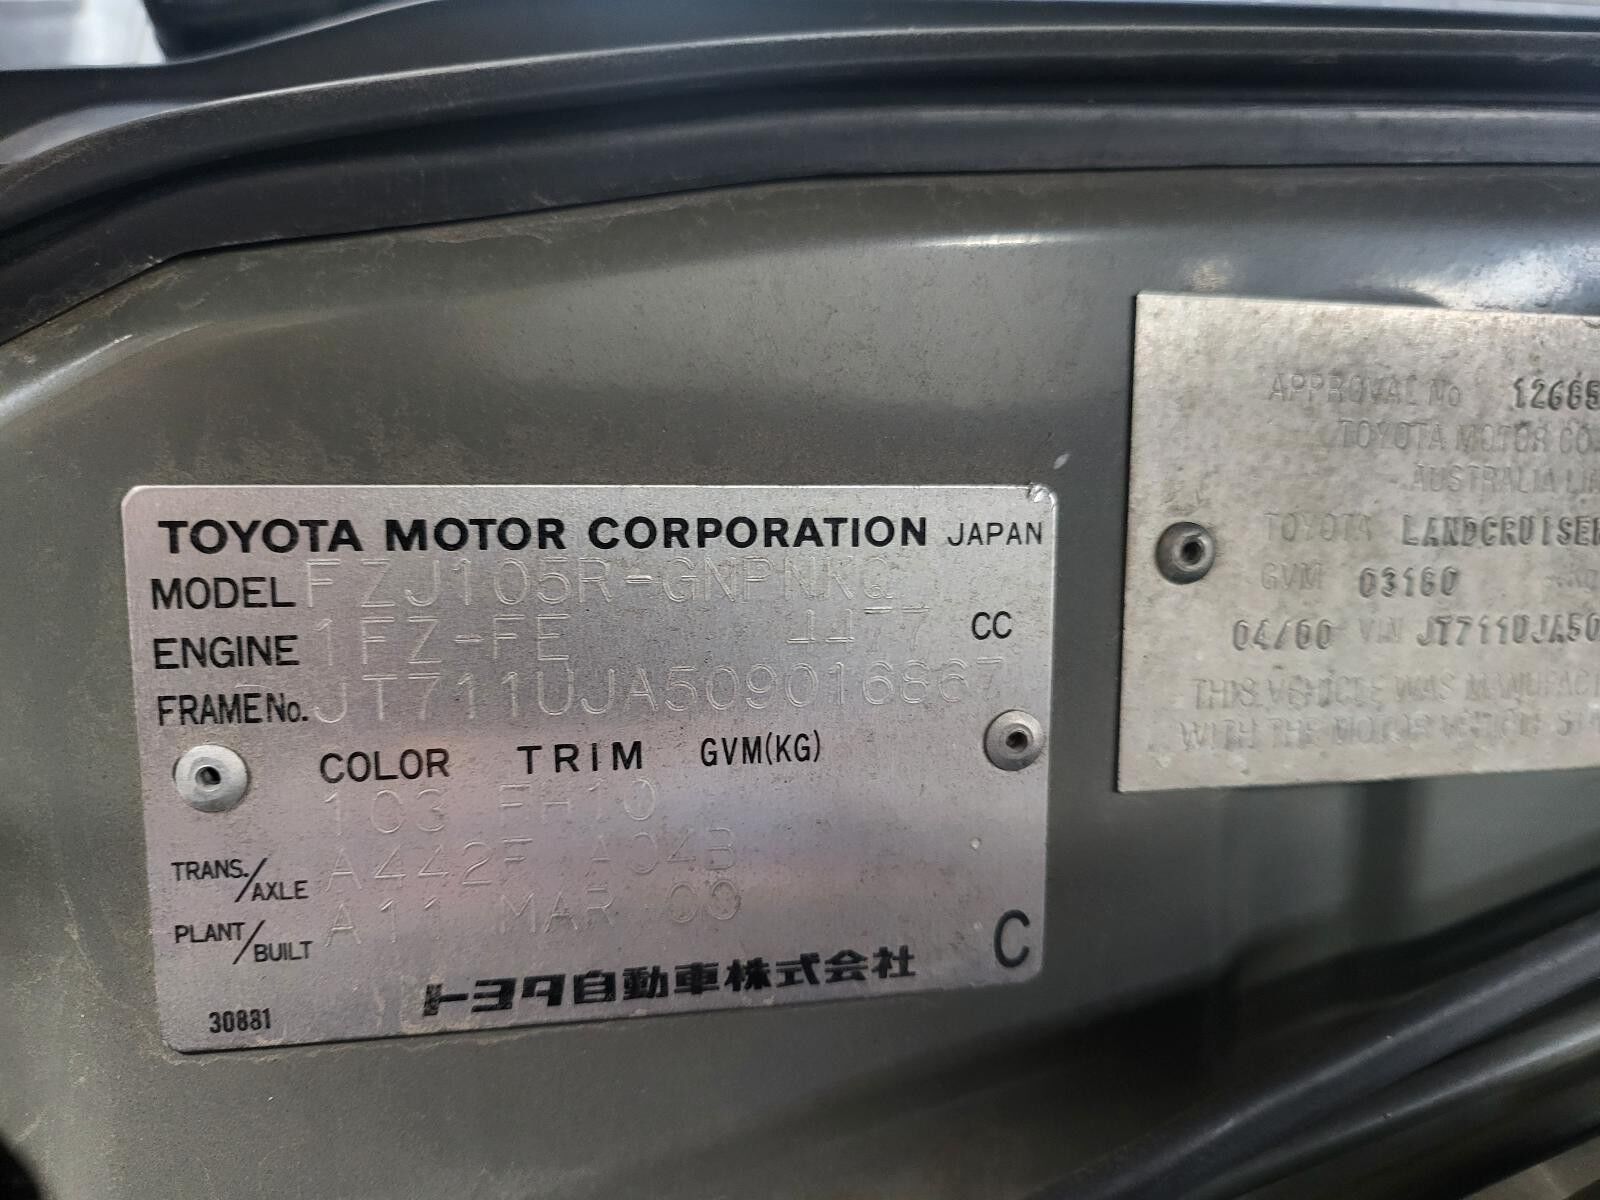 TOYOTA MOTOR CORPORATION JAPAN
MODEL FZJ105R-GNPNKQ
ENGINE 1FZ-FE 4477 CC
FRAME No. JT711UJA509016867
COLOR TRIM GVM(KG)
103 FH10
TRANS./AXLE A442F A04B
PLANT/BUILT A11 MAR
トヨタ自動車株式会社
C
30881
APPROVAL No 12685
TOYOTA MOTOR CO
AUSTRALIA
TOYOTA LANDCRUISER
GVM 03160
04/00 VIN JT711UJA50
THIS VEHICLE WAS MANUFAC
WITH THE MOTOR VEHICLE ST